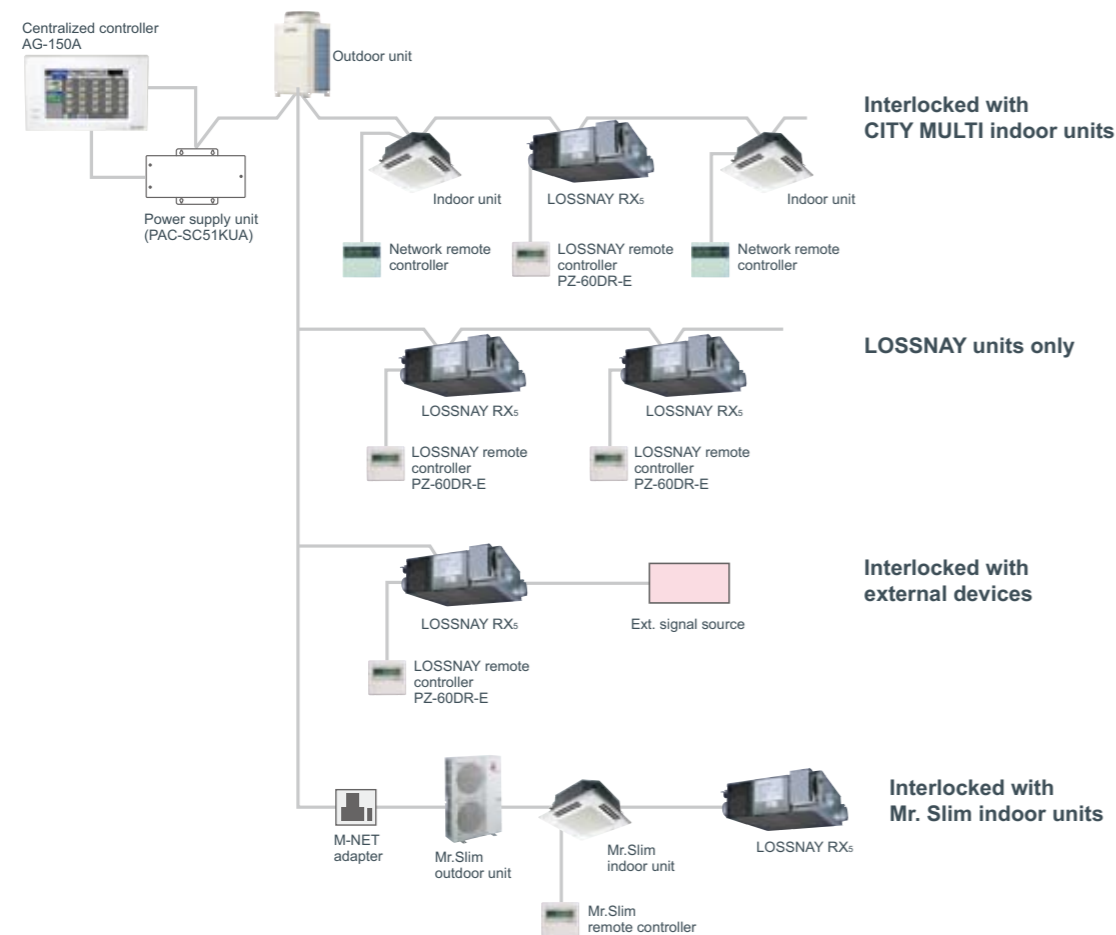 Centralized controller
AG-150A
Outdoor unit
Power supply unit
(PAC-SC51KUA)
Indoor unit
LOSSNAY RX5
Indoor unit
Network remote
controller
LOSSNAY remote
controller
PZ-60DR-E
Network remote
controller
Interlocked with
CITY MULTI indoor units
LOSSNAY RX5
LOSSNAY RX5
LOSSNAY remote
controller
PZ-60DR-E
LOSSNAY remote
controller
PZ-60DR-E
LOSSNAY units only
LOSSNAY RX5
Ext. signal source
LOSSNAY remote
controller
PZ-60DR-E
Interlocked with
external devices
M-NET
adapter
Mr.Slim
outdoor unit
Mr.Slim
indoor unit
LOSSNAY RX5
Mr.Slim
remote controller
Interlocked with
Mr. Slim indoor units